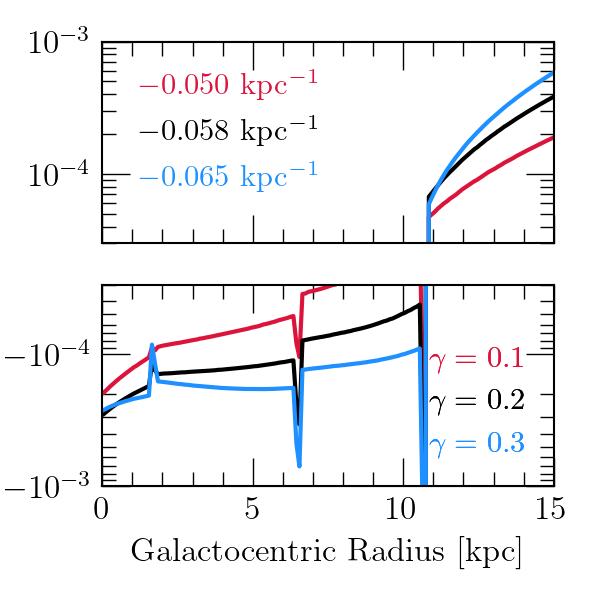 10⁻³
−0.050 kpc⁻¹
−0.058 kpc⁻¹
10⁻⁴
−0.065 kpc⁻¹
−10⁻⁴
γ = 0.1
γ = 0.2
γ = 0.3
−10⁻³
0 5 10 15
Galactocentric Radius [kpc]